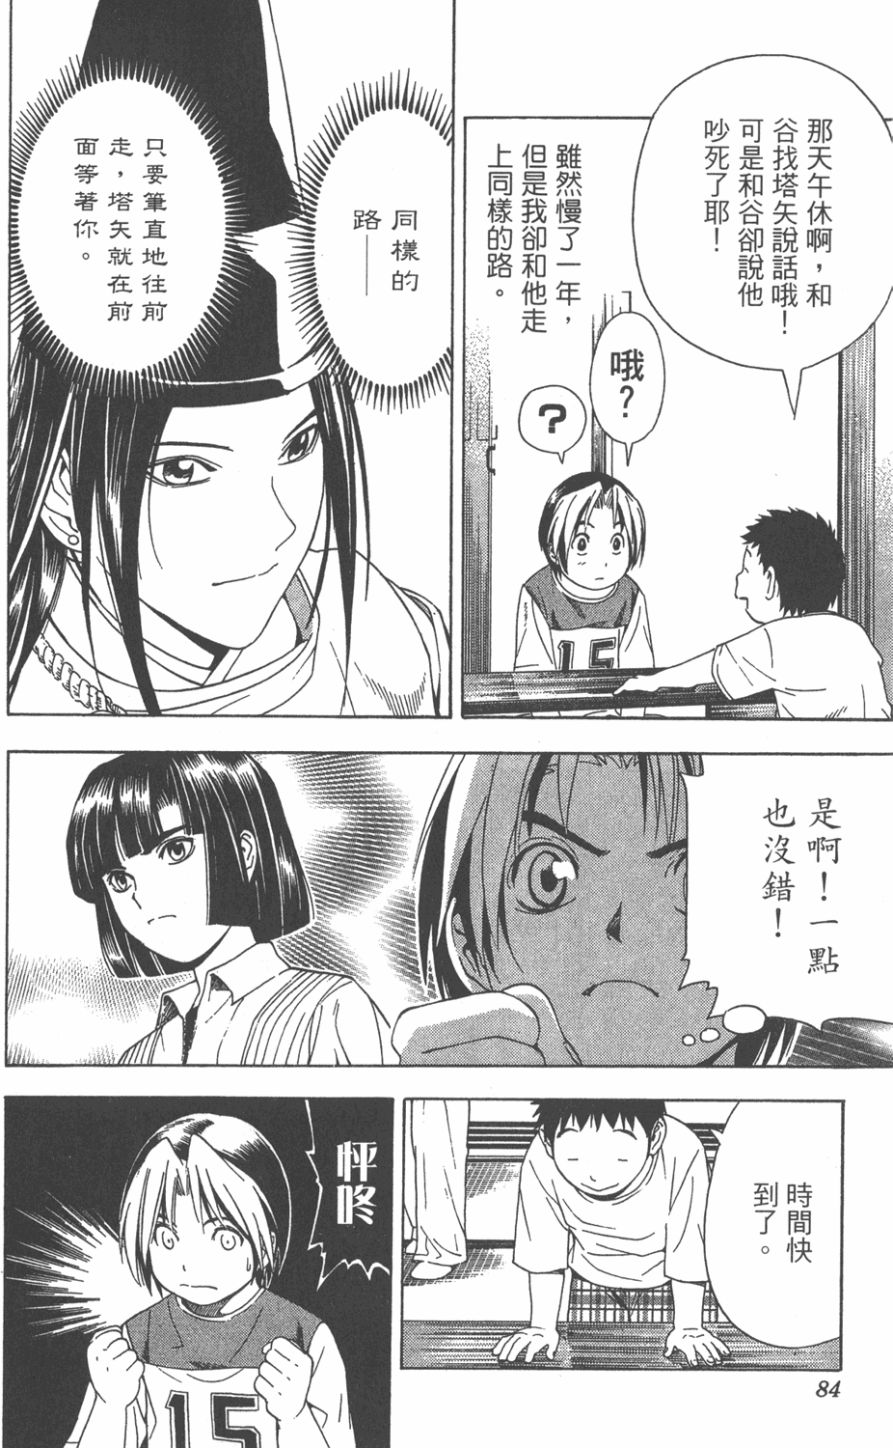 那天午休啊，和
谷找塔矢說話哦！
可是和谷卻說他
吵死了耶！
哦？
？
雖然慢了一年，
但是我卻和他走
上同樣的路。
同樣的
路——
只要筆直地往前
走，塔矢就在前
面等著你。
是啊！一點
也沒錯！
15
時間快
到了。
怦咚
15
84